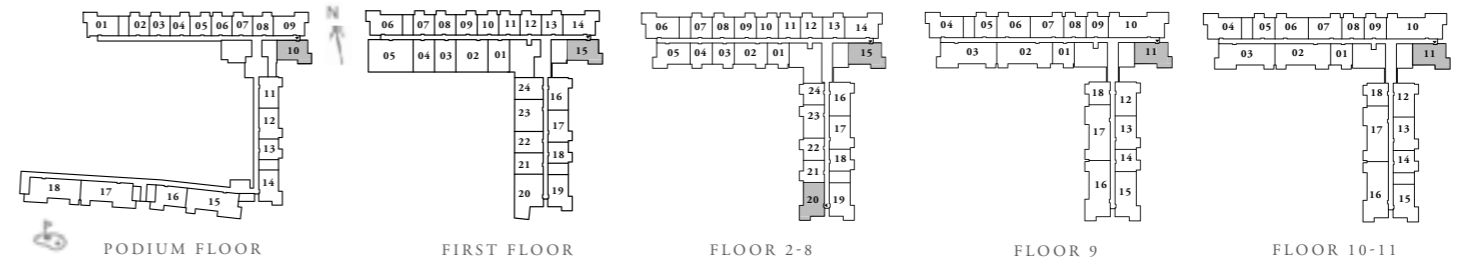 01 02 03 04 05 06 07 08 09
10
11
12
13
14
18 17 16 15
PODIUM FLOOR
N
06 07 08 09 10 11 12 13 14
05 04 03 02 01 15
24 16
23 17
22 18
21
20 19
FIRST FLOOR
06 07 08 09 10 11 12 13 14
05 04 03 02 01 15
24 16
23 17
22 18
21
20 19
FLOOR 2-8
04 05 06 07 08 09 10
03 02 01 11
18 12
17 13
14
16 15
FLOOR 9
04 05 06 07 08 09 10
03 02 01 11
18 12
17 13
14
16 15
FLOOR 10-11